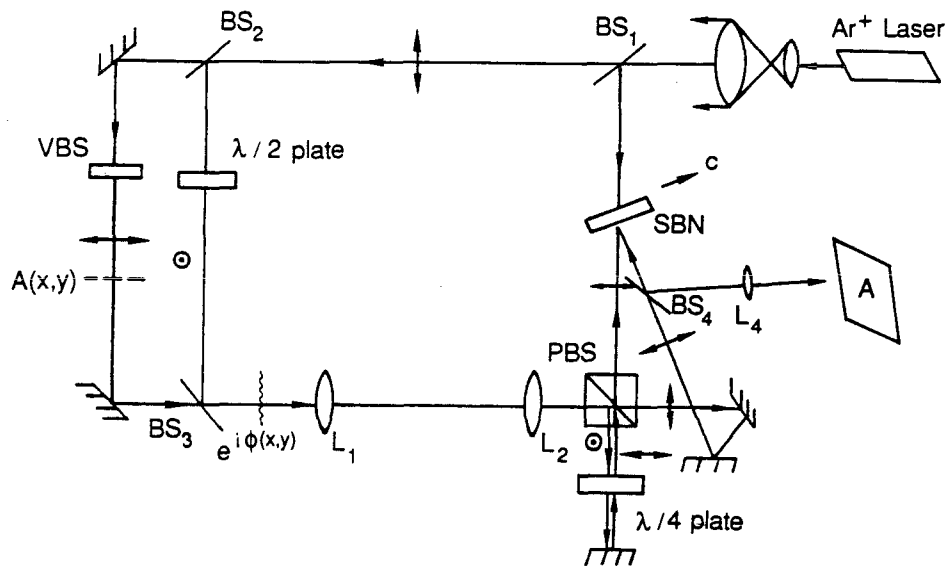 BS₂
BS₁
Ar⁺ Laser
VBS
λ/2 plate
c
SBN
A(x,y)
BS₄
L₄
A
PBS
BS₃
e^{iϕ(x,y)}
L₁
L₂
λ/4 plate